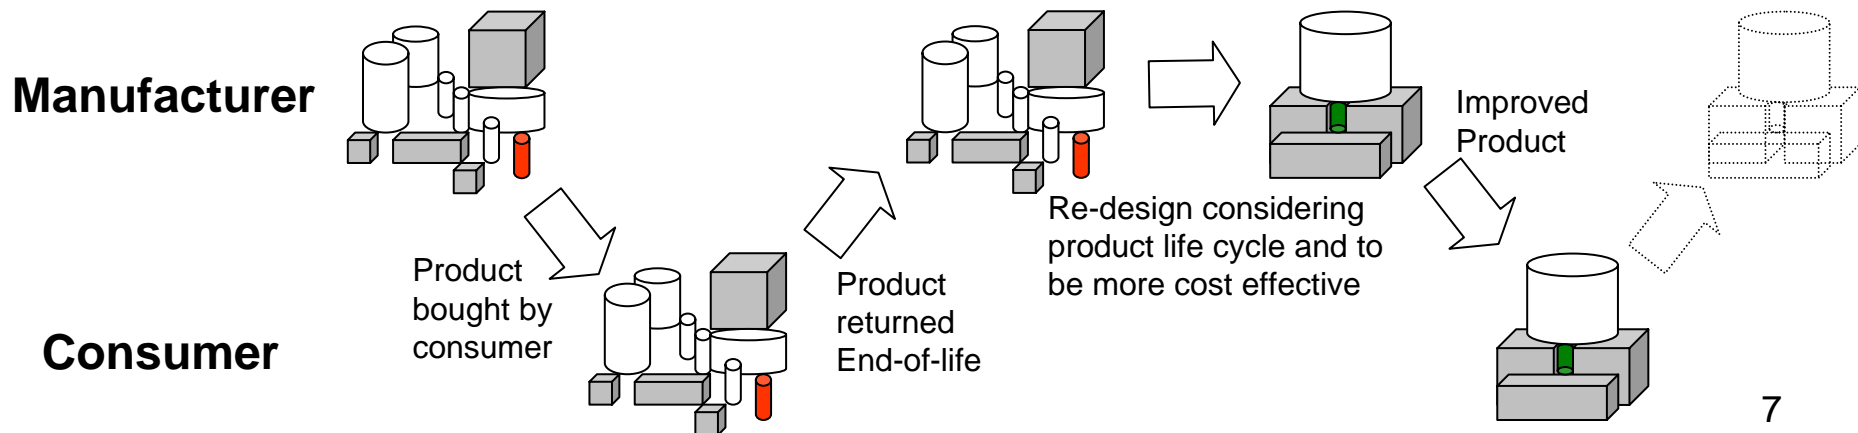 Manufacturer
Consumer
Product
bought by
consumer
Product
returned
End-of-life
Re-design considering
product life cycle and to
be more cost effective
Improved
Product
7